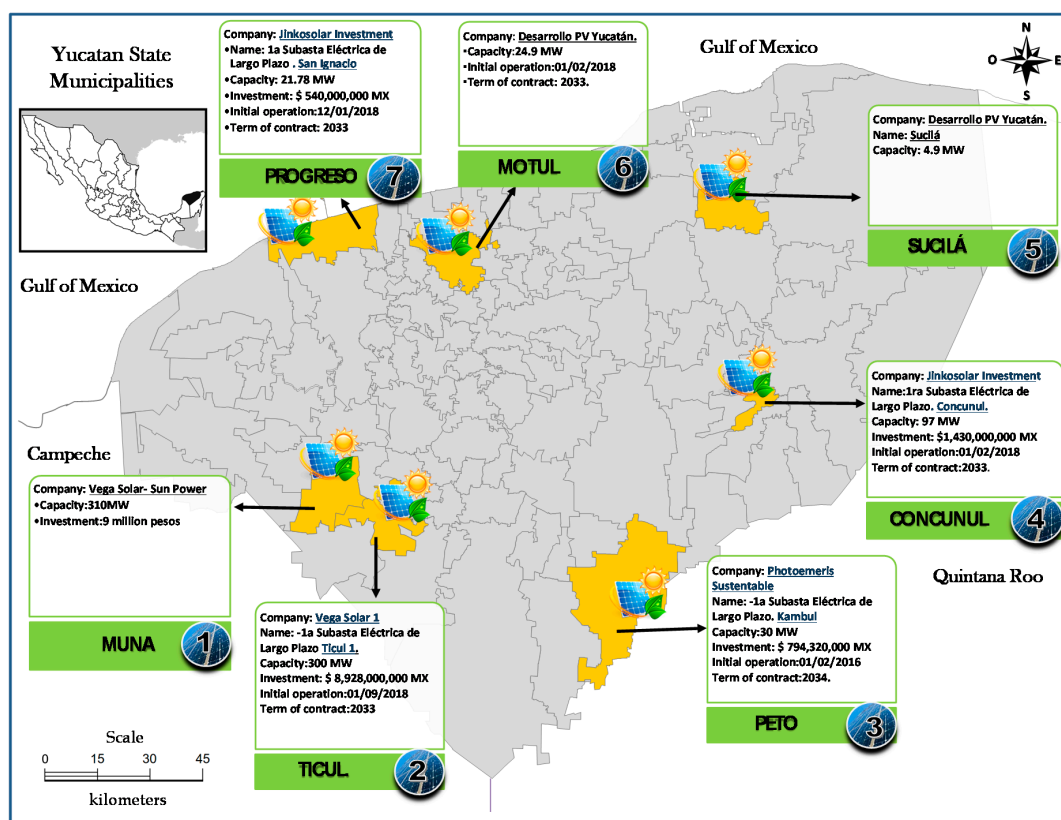 Yucatan State
Municipalities
Company: Jinkosolar Investment
•Name: 1a Subasta Eléctrica de
Largo Plazo . San Ignacio
•Capacity: 21.78 MW
•Investment: $ 540,000,000 MX
•Initial operation:12/01/2018
•Term of contract: 2033
PROGRESO
7
Company: Desarrollo PV Yucatán.
•Capacity:24.9 MW
•Initial operation:01/02/2018
•Term of contract: 2033.
MOTUL
6
Gulf of Mexico
N
O
E
S
Company: Desarrollo PV Yucatán.
Name: Sucilá
Capacity: 4.9 MW
SUCILÁ
5
Gulf of Mexico
Company: Jinkosolar Investment
Name:1ra Subasta Eléctrica de
Largo Plazo. Concunul.
Capacity: 97 MW
Investment: $1,430,000,000 MX
Initial operation:01/02/2018
Term of contract:2033.
CONCUNUL
4
Campeche
Company: Vega Solar- Sun Power
•Capacity:310MW
•Investment:9 million pesos
MUNA
1
Quintana Roo
Company: Photoemeris
Sustentable
Name: -1a Subasta Eléctrica de
Largo Plazo. Kambul
Capacity:30 MW
Investment: $ 794,320,000 MX
Initial operation:01/02/2016
Term of contract:2034.
PETO
3
Company: Vega Solar 1
Name: -1a Subasta Eléctrica de
Largo Plazo Ticul 1.
Capacity:300 MW
Investment: $ 8,928,000,000 MX
Initial operation:01/09/2018
Term of contract:2033
TICUL
2
Scale
0 15 30 45
kilometers